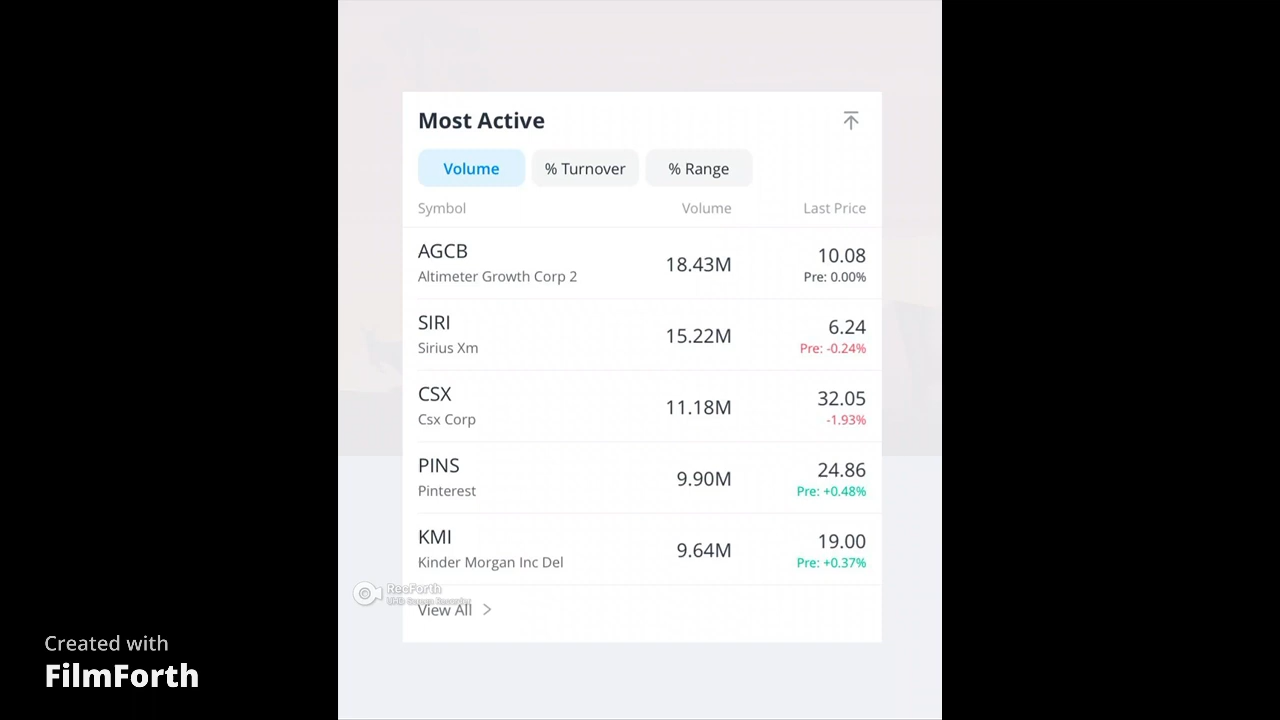 Most Active
Volume % Turnover % Range
Symbol Volume Last Price
AGCB 18.43M 10.08
Altimeter Growth Corp 2 Pre: 0.00%
SIRI 15.22M 6.24
Sirius Xm Pre: -0.24%
CSX 11.18M 32.05
Csx Corp -1.93%
PINS 9.90M 24.86
Pinterest Pre: +0.48%
KMI 9.64M 19.00
Kinder Morgan Inc Del Pre: +0.37%
RecForth
UHD Screen Recorder
View All
Created with
FilmForth